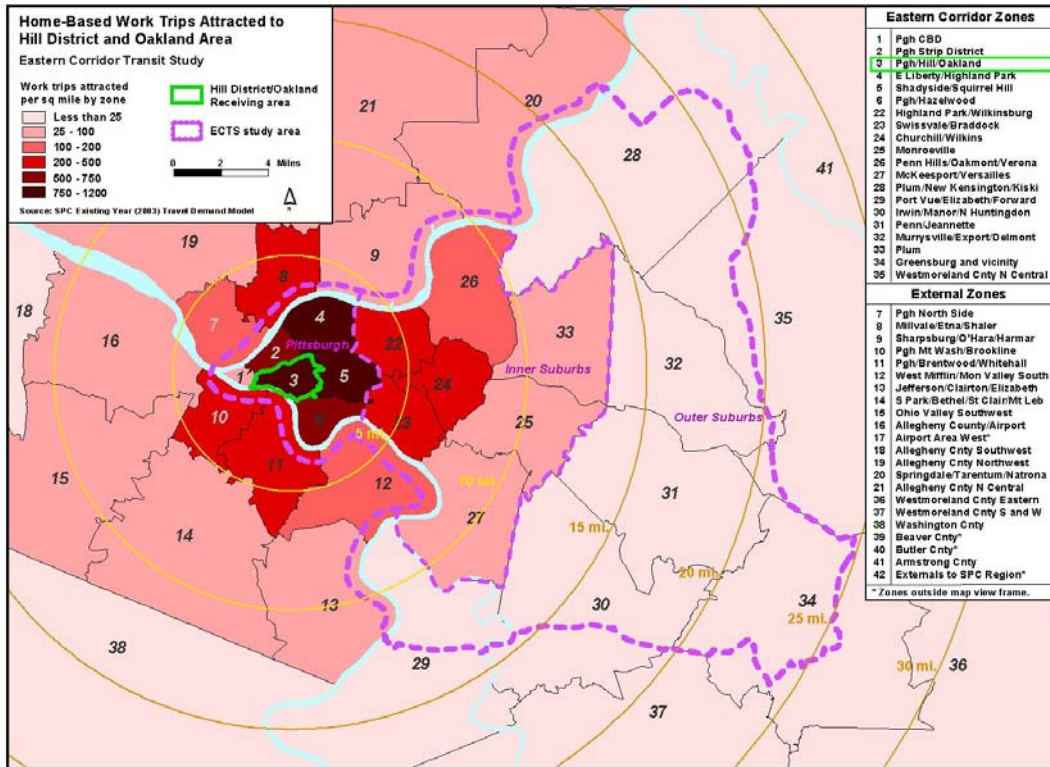 Home-Based Work Trips Attracted to
Hill District and Oakland Area
Eastern Corridor Transit Study
Work trips attracted
per sq mile by zone
Less than 25
25 - 100
100 - 200
200 - 500
500 - 750
750 - 1200
Hill District/Oakland
Receiving area
ECTS study area
0 2 4 Miles
N
Source: SPC Existing Year (2003) Travel Demand Model
Eastern Corridor Zones
1 Pgh CBD
2 Pgh Strip District
3 Pgh/Hill/Oakland
4 E Liberty/Highland Park
5 Shadyside/Squirrel Hill
6 Pgh/Hazelwood
22 Highland Park/Wilkinsburg
23 Swissvale/Braddock
24 Churchill/Wilkins
25 Monroeville
26 Penn Hills/Oakmont/Verona
27 McKeesport/Versailles
28 Plum/New Kensington/Kiski
29 Port Vue/Elizabeth/Forward
30 Irwin/Manor/N Huntingdon
31 Penn/Jeannette
32 Murrysville/Export/Delmont
33 Plum
34 Greensburg and vicinity
35 Westmoreland Cnty N Central
External Zones
7 Pgh North Side
8 Millvale/Etna/Shaler
9 Sharpsburg/O'Hara/Harmar
10 Pgh Mt Wash/Brookline
11 Pgh/Brentwood/Whitehall
12 West Mifflin/Mon Valley South
13 Jefferson/Clairton/Elizabeth
14 S Park/Bethel/St Clair/Mt Leb
15 Ohio Valley Southwest
16 Allegheny County/Airport
17 Airport Area West*
18 Allegheny Cnty Southwest
19 Allegheny Cnty Northwest
20 Springdale/Tarentum/Natrona
21 Allegheny Cnty N Central
36 Westmoreland Cnty Eastern
37 Westmoreland Cnty S and W
38 Washington Cnty
39 Beaver Cnty*
40 Butler Cnty*
41 Armstrong Cnty
42 Externals to SPC Region*
* Zones outside map view frame.
21
20
28
41
19
9
8
26
18
16
7
4
35
33
2
Pittsburgh
22
32
Inner Suburbs
1
3
5
24
10
6
23
25
Outer Suburbs
5 mi.
11
15
12
10 mi.
31
27
14
15 mi.
20 mi.
13
30
34
25 mi.
38
29
30 mi.
36
37